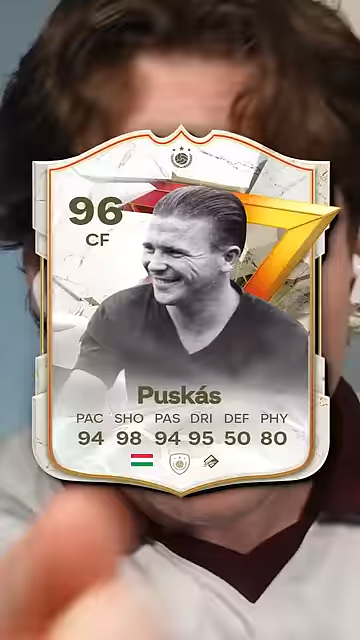 96
CF
Puskás
PAC SHO PAS DRI DEF PHY
94 98 94 95 50 80